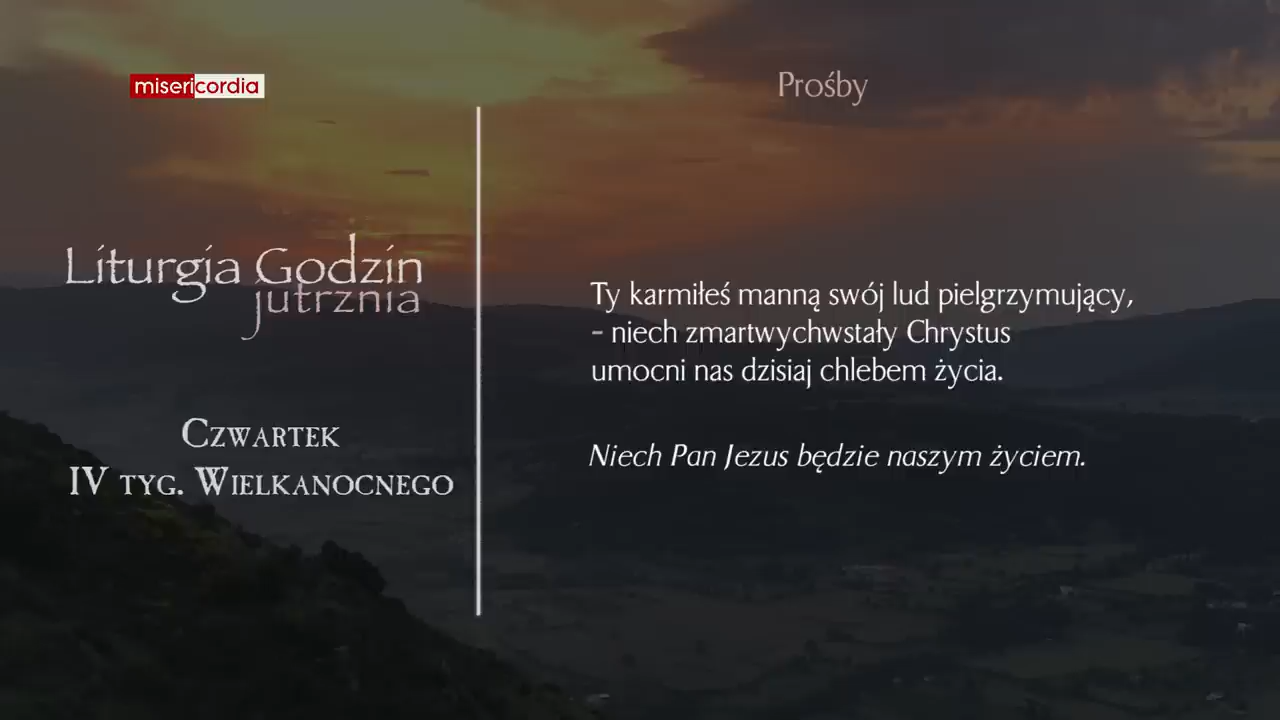 misericordia
Liturgia Godzin
jutrznia
Czwartek
IV tyg. Wielkanocnego
Prośby
Ty karmiłeś manną swój lud pielgrzymujący,
- niech zmartwychwstały Chrystus
umocni nas dzisiaj chlebem życia.
Niech Pan Jezus będzie naszym życiem.